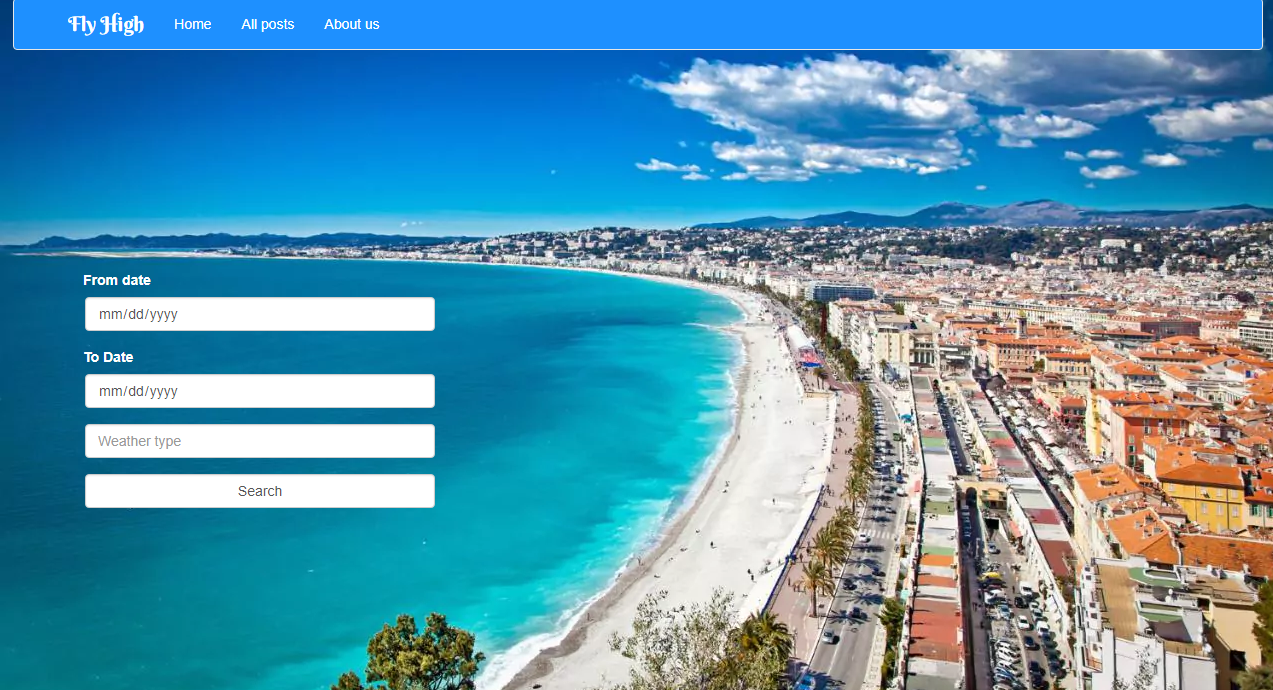 Fly High Home All posts About us
From date
mm/dd/yyyy
To Date
mm/dd/yyyy
Weather type
Search